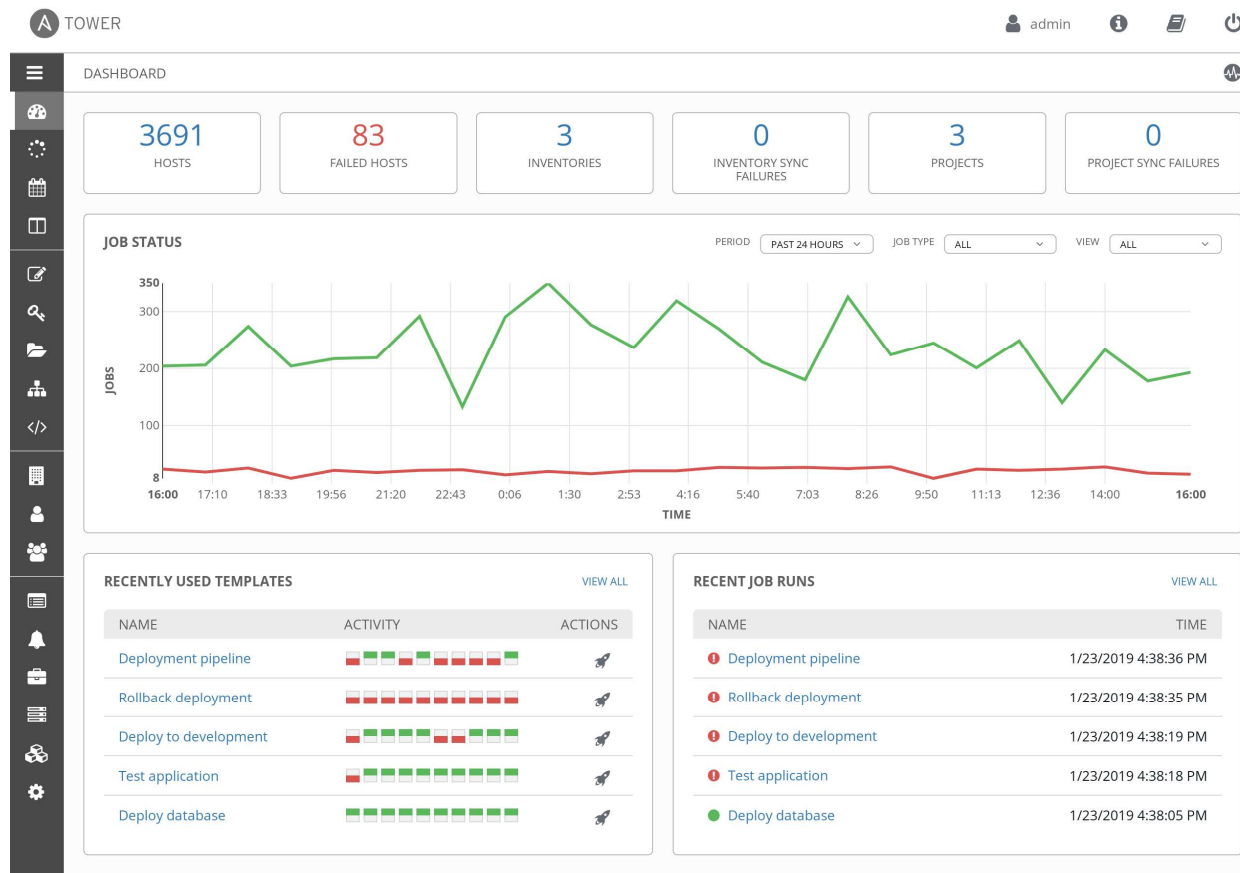 A TOWER
admin
DASHBOARD
3691
HOSTS
83
FAILED HOSTS
3
INVENTORIES
0
INVENTORY SYNC
FAILURES
3
PROJECTS
0
PROJECT SYNC FAILURES
JOB STATUS
PERIOD PAST 24 HOURS JOB TYPE ALL VIEW ALL
350
300
200
100
8
JOBS
16:00 17:10 18:33 19:56 21:20 22:43 0:06 1:30 2:53 4:16 5:40 7:03 8:26 9:50 11:13 12:36 14:00 16:00
TIME
RECENTLY USED TEMPLATES VIEW ALL
NAME ACTIVITY ACTIONS
Deployment pipeline
Rollback deployment
Deploy to development
Test application
Deploy database
RECENT JOB RUNS VIEW ALL
NAME TIME
Deployment pipeline 1/23/2019 4:38:36 PM
Rollback deployment 1/23/2019 4:38:35 PM
Deploy to development 1/23/2019 4:38:19 PM
Test application 1/23/2019 4:38:18 PM
Deploy database 1/23/2019 4:38:05 PM